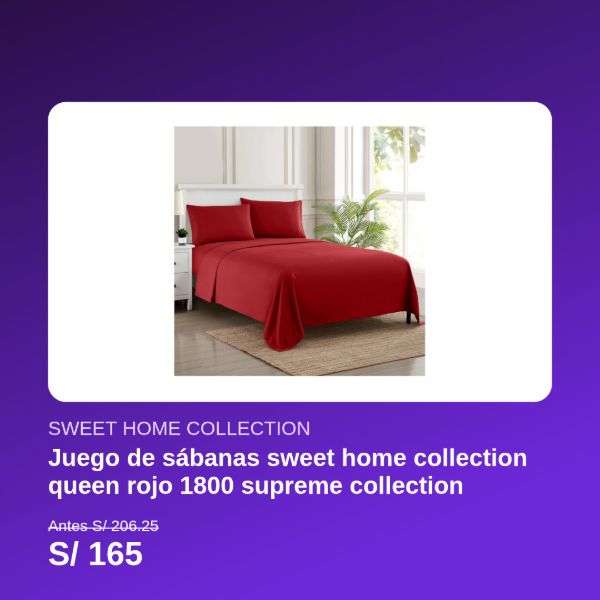 SWEET HOME COLLECTION
Juego de sábanas sweet home collection
queen rojo 1800 supreme collection
Antes S/ 206.25
S/ 165